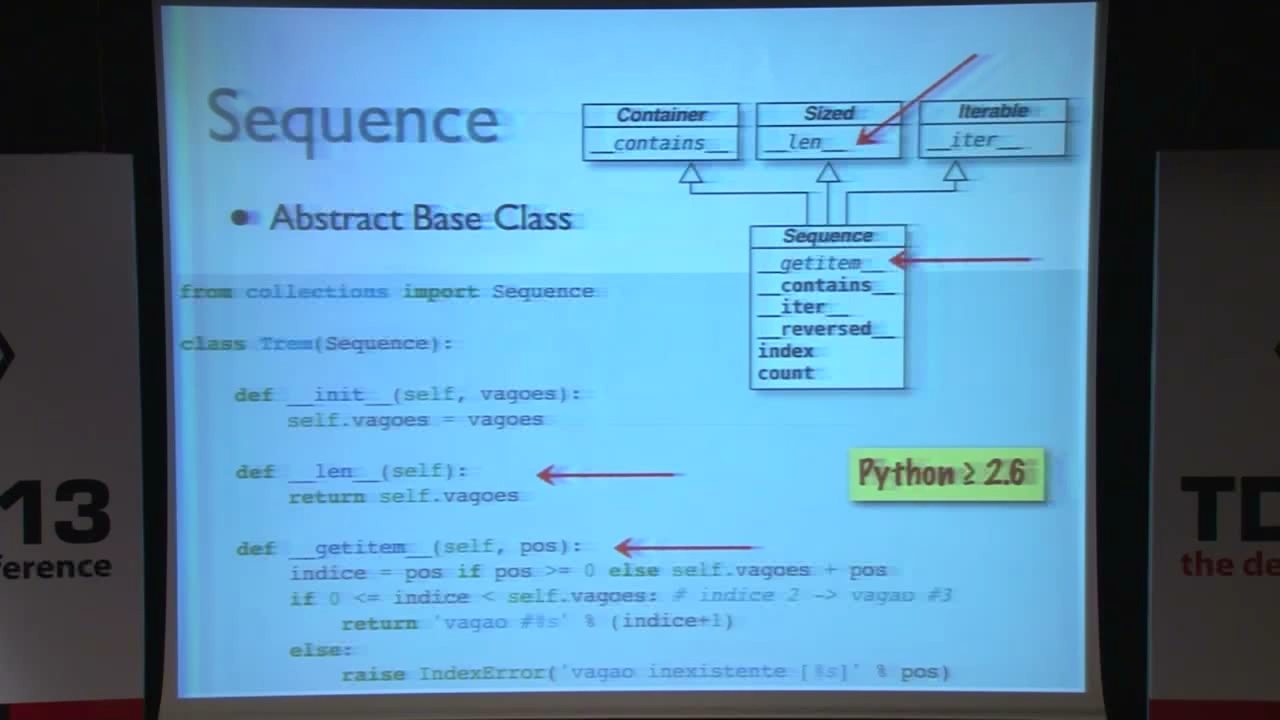 Sequence
Container
__contains__
Sized
__len__
Iterable
__iter__
• Abstract Base Class
Sequence
__getitem__
__contains__
__iter__
__reversed__
index
count
from collections import Sequence
class Trem(Sequence):
def __init__(self, vagoes):
self.vagoes = vagoes
def __len__(self):
return self.vagoes
def __getitem__(self, pos):
indice = pos if pos >= 0 else self.vagoes + pos
if 0 <= indice < self.vagoes: # indice 2 -> vagao #3
return 'vagao #%s' % (indice+1)
else:
raise IndexError('vagao inexistente [%s]' % pos)
Python ≥ 2.6
13
erence
TD
the de